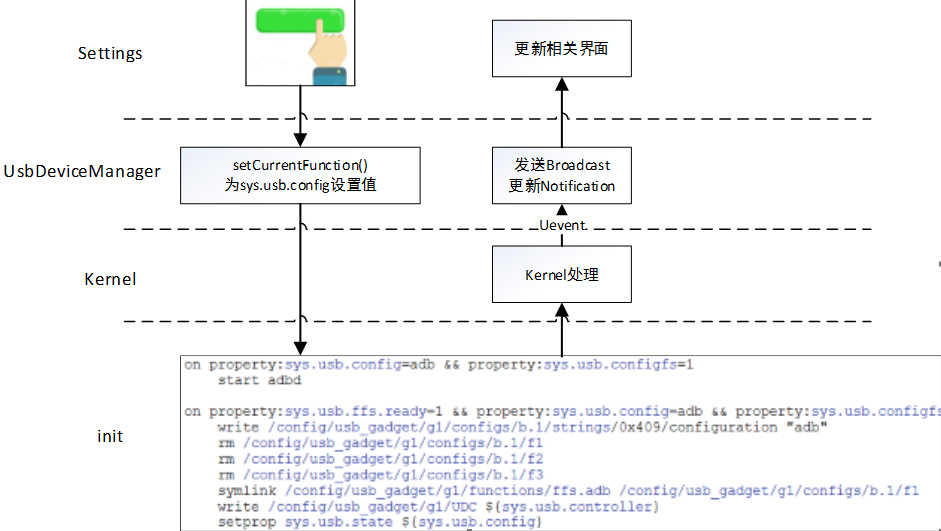 Settings
更新相关界面
UsbDeviceManager
setCurrentFunction()
为sys.usb.config设置值
发送Broadcast
更新Notification
Uevent
Kernel
Kernel处理
init
on property:sys.usb.config=adb && property:sys.usb.configfs=1
start adbd
on property:sys.usb.ffs.ready=1 && property:sys.usb.config=adb && property:sys.usb.configfs
write /config/usb_gadget/g1/configs/b.1/strings/0x409/configuration "adb"
rm /config/usb_gadget/g1/configs/b.1/f1
rm /config/usb_gadget/g1/configs/b.1/f2
rm /config/usb_gadget/g1/configs/b.1/f3
symlink /config/usb_gadget/g1/functions/ffs.adb /config/usb_gadget/g1/configs/b.1/f1
write /config/usb_gadget/g1/UDC ${sys.usb.controller}
setprop sys.usb.state ${sys.usb.config}